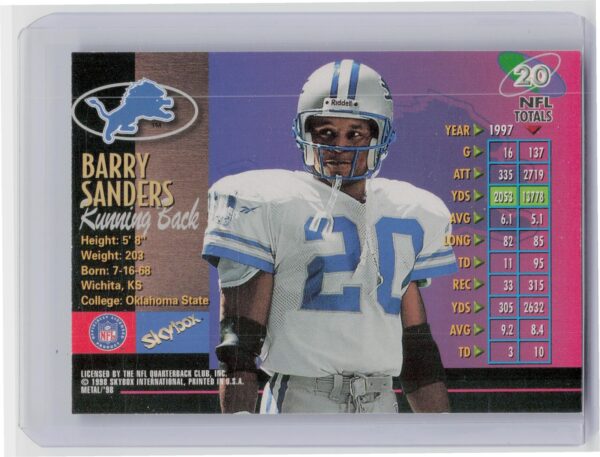 TM
BARRY
SANDERS
Running Back
Height: 5' 8"
Weight: 203
Born: 7-16-68
Wichita, KS
College: Oklahoma State
NFL
skybox
LICENSED BY THE NFL QUARTERBACK CLUB, INC.
© 1998 SKYBOX INTERNATIONAL, PRINTED IN U.S.A.
METAL/'98
Riddell
20
20
NFL
TOTALS
YEAR 1997
G 16 137
ATT 335 2719
YDS 2053 13778
AVG 6.1 5.1
LONG 82 85
TD 11 95
REC 33 315
YDS 305 2632
AVG 9.2 8.4
TD 3 10